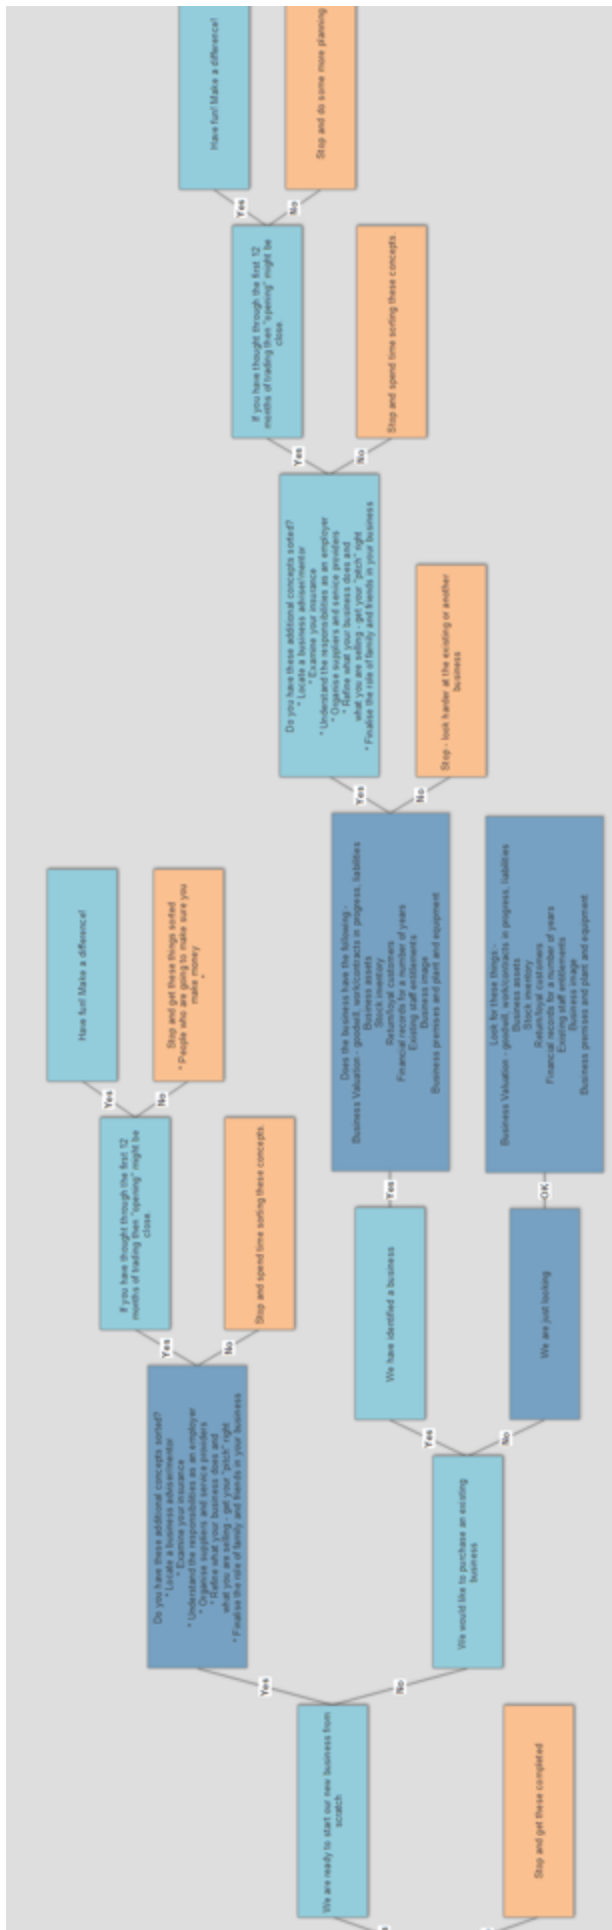 We are ready to start our new business from
scratch
Stop and get these completed
Yes
No
Do you have these additional concepts sorted?
* Locate a business adviser/mentor
* Examine your insurance
* Understand the responsibilities as an employer
* Organise suppliers and service providers
* Refine what your business does and
what you are selling - get your "pitch" right
* Finalise the role of family and friends in your business
We would like to purchase an existing
business
Yes
No
If you have thought through the first 12
months of trading then "opening" might be
close.
Stop and spend time sorting these concepts.
Yes
No
We have identified a business
We are just looking
Yes
No
Have fun! Make a difference!
Stop and get these things sorted
* People who are going to make sure you
make money
*
Yes
OK
Does the business have the following -
Business Valuation - goodwill, work/contracts in progress, liabilities
Business assets
Stock inventory
Return/loyal customers
Financial records for a number of years
Existing staff entitlements
Business image
Business premises and plant and equipment
Look for these things -
Business Valuation - goodwill, work/contracts in progress, liabilities
Business assets
Stock inventory
Return/loyal customers
Financial records for a number of years
Existing staff entitlements
Business image
Business premises and plant and equipment
Yes
No
Do you have these additional concepts sorted?
* Locate a business adviser/mentor
* Examine your insurance
* Understand the responsibilities as an employer
* Organise suppliers and service providers
* Refine what your business does and
what you are selling - get your "pitch" right
* Finalise the role of family and friends in your business
Stop - look harder at the existing or another
business
Yes
No
If you have thought through the first 12
months of trading then "opening" might be
close.
Stop and spend time sorting these concepts.
Yes
No
Have fun! Make a difference!
Stop and do some more planning